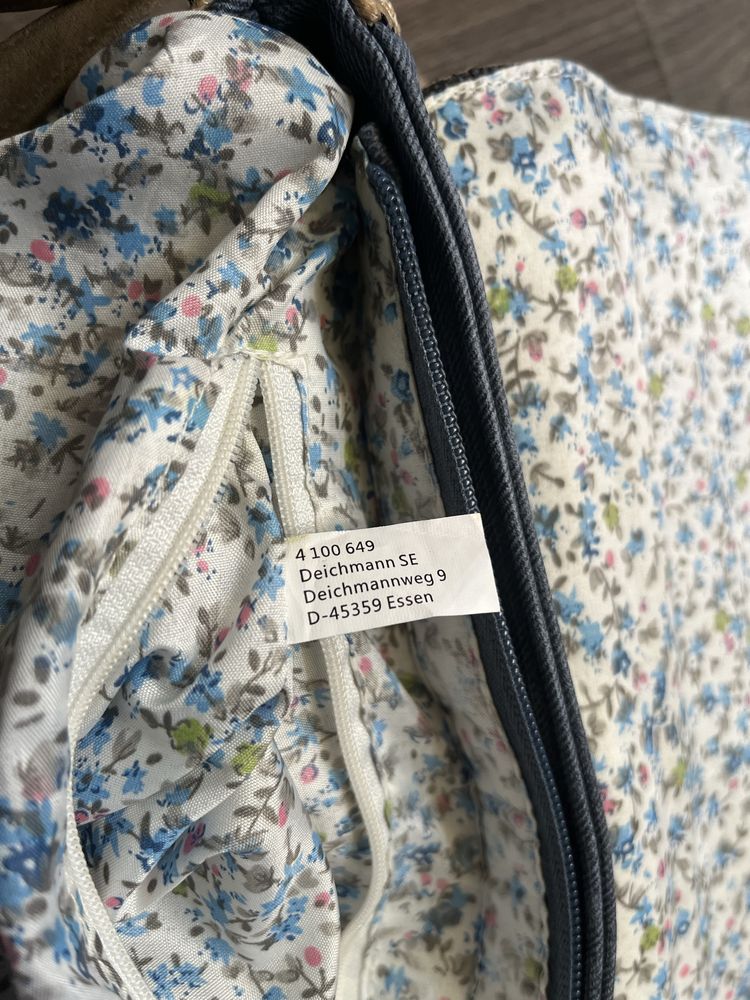 4 100 649
Deichmann SE
Deichmannweg 9
D-45359 Essen